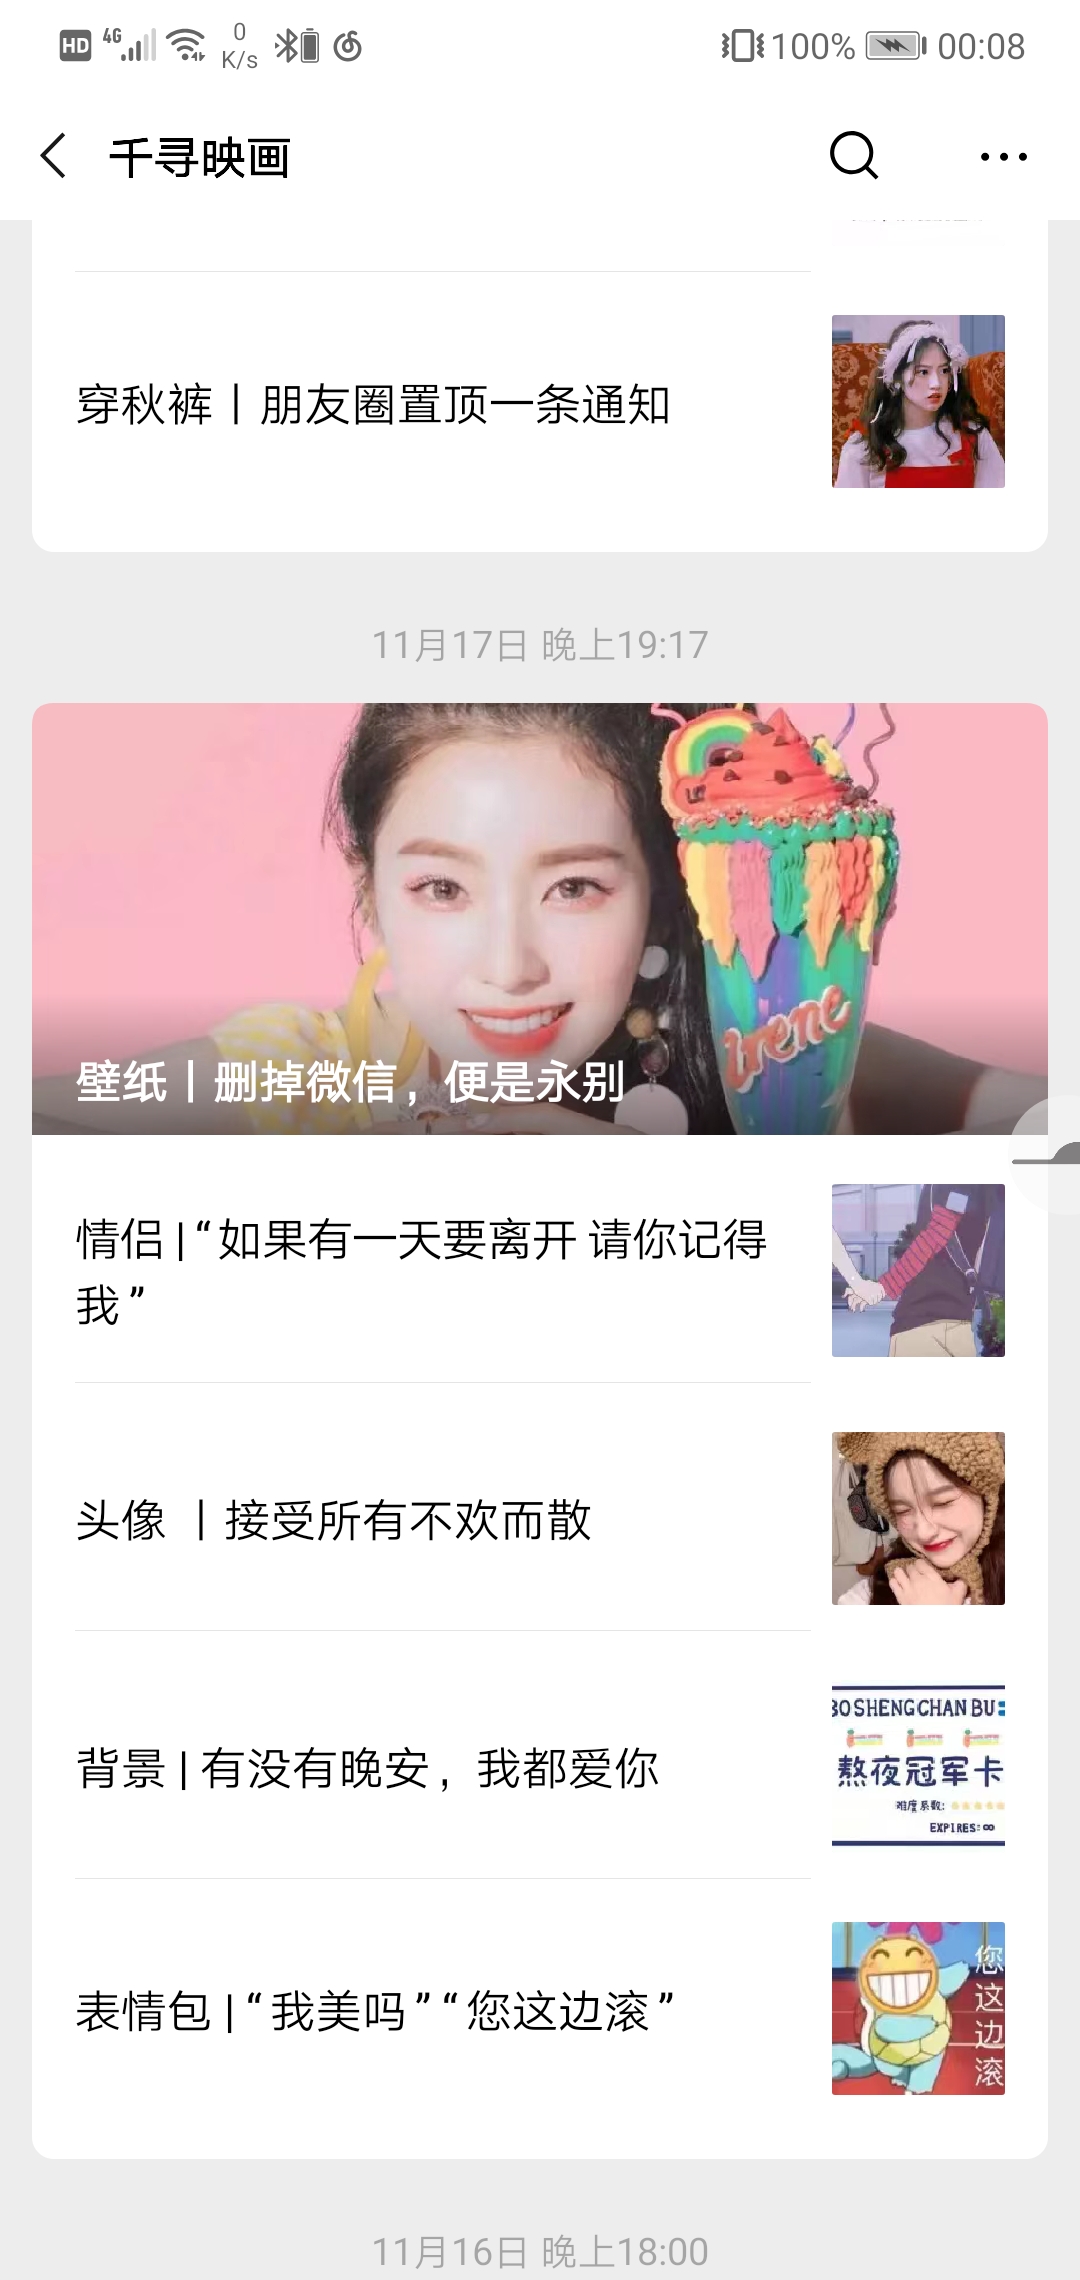 HD 4G 0 K/s 100% 00:08
千寻映画
穿秋裤丨朋友圈置顶一条通知
11月17日 晚上19:17
Irene
壁纸丨删掉微信，便是永别
情侣 | “如果有一天要离开 请你记得
我 ”
头像 丨接受所有不欢而散
BO SHENG CHAN BU
熬夜冠军卡
难度系数:
EXPIRES: ∞
背景 | 有没有晚安，我都爱你
表情包 | “ 我美吗 ” “ 您这边滚 ”
您这边滚
11月16日 晚上18:00